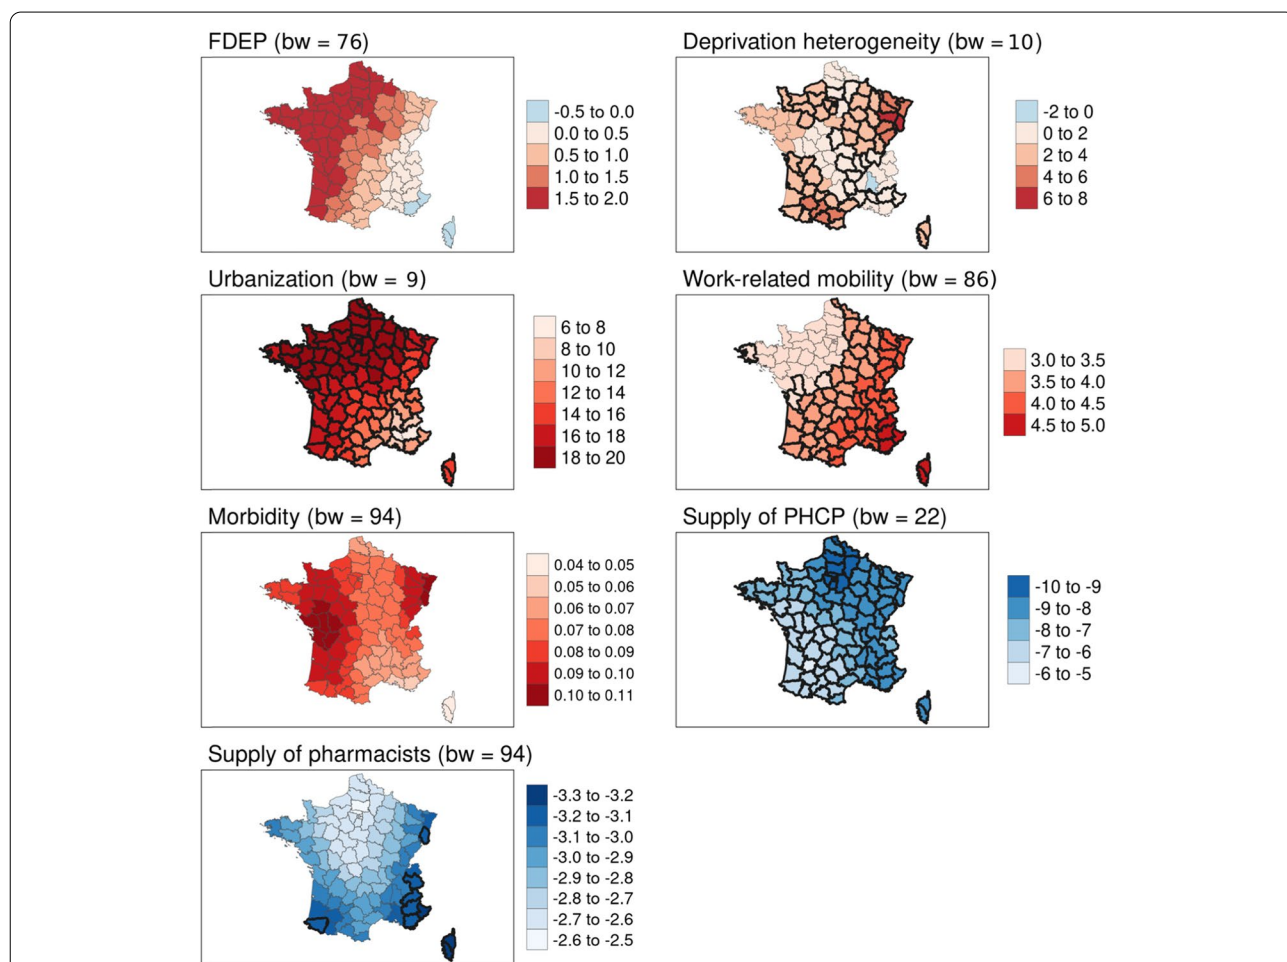 FDEP (bw = 76)
-0.5 to 0.0
0.0 to 0.5
0.5 to 1.0
1.0 to 1.5
1.5 to 2.0
Deprivation heterogeneity (bw = 10)
-2 to 0
0 to 2
2 to 4
4 to 6
6 to 8
Urbanization (bw = 9)
6 to 8
8 to 10
10 to 12
12 to 14
14 to 16
16 to 18
18 to 20
Work-related mobility (bw = 86)
3.0 to 3.5
3.5 to 4.0
4.0 to 4.5
4.5 to 5.0
Morbidity (bw = 94)
0.04 to 0.05
0.05 to 0.06
0.06 to 0.07
0.07 to 0.08
0.08 to 0.09
0.09 to 0.10
0.10 to 0.11
Supply of PHCP (bw = 22)
-10 to -9
-9 to -8
-8 to -7
-7 to -6
-6 to -5
Supply of pharmacists (bw = 94)
-3.3 to -3.2
-3.2 to -3.1
-3.1 to -3.0
-3.0 to -2.9
-2.9 to -2.8
-2.8 to -2.7
-2.7 to -2.6
-2.6 to -2.5